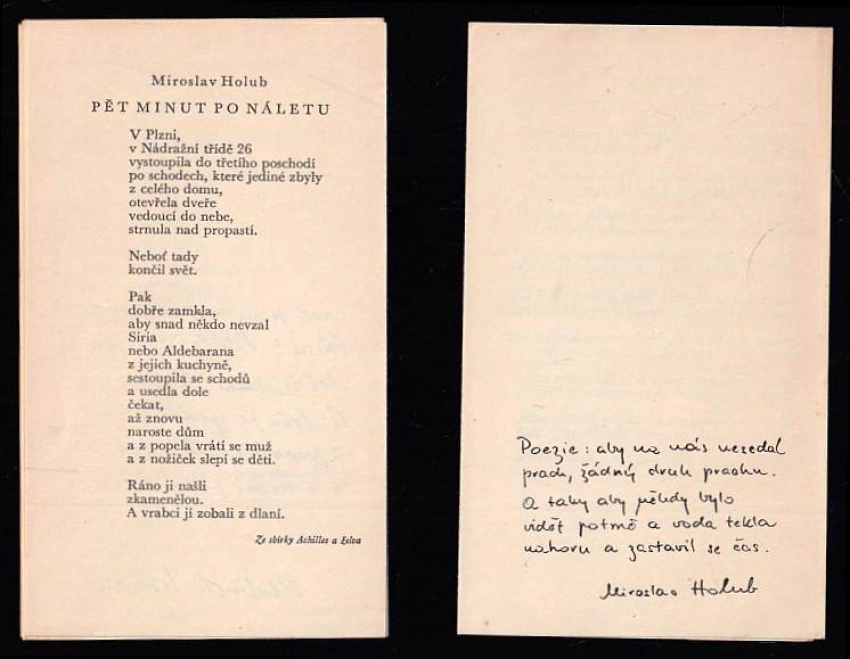 Miroslav Holub
PĚT MINUT PO NÁLETU
V Plzni,
v Nádražní třídě 26
vystoupila do třetího poschodí
po schodech, které jediné zbyly
z celého domu,
otevřela dveře
vedoucí do nebe,
strnula nad propastí.
Neboť tady
končil svět.
Pak
dobře zamkla,
aby snad někdo nevzal
Siria
nebo Aldebarana
z jejich kuchyně,
sestoupila se schodů
a usedla dole
čekat,
až znovu
naroste dům
a z popela vrátí se muž
a z nožiček slepí se děti.
Ráno ji našli
zkamenělou.
A vrabci jí zobali z dlaní.
Ze sbírky Achilles a želva
Poezie: aby na nás nesedal
prach, žádný druh prachu.
A taky aby někdy bylo
vidět potmě a voda tekla
nahoru a zastavil se čas.
Miroslav Holub